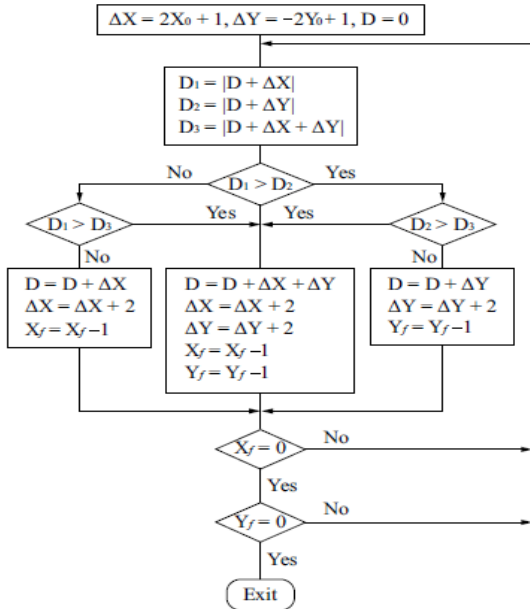 ΔX = 2X₀ + 1, ΔY = −2Y₀ + 1, D = 0
D₁ = |D + ΔX|
D₂ = |D + ΔY|
D₃ = |D + ΔX + ΔY|
No
D₁ > D₂
Yes
D₁ > D₃
Yes
Yes
D₂ > D₃
No
No
D = D + ΔX
ΔX = ΔX + 2
X_f = X_f −1
D = D + ΔX + ΔY
ΔX = ΔX + 2
ΔY = ΔY + 2
X_f = X_f −1
Y_f = Y_f −1
D = D + ΔY
ΔY = ΔY + 2
Y_f = Y_f −1
X_f = 0
No
Yes
Y_f = 0
No
Yes
Exit